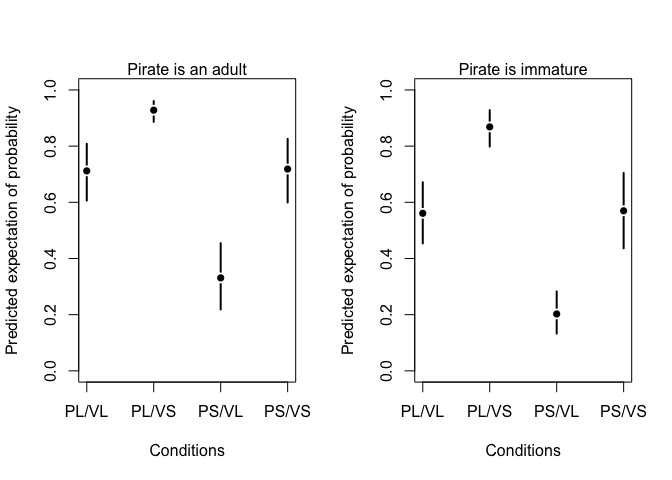 Pirate is an adult
Predicted expectation of probability
1.0
0.8
0.6
0.4
0.2
0.0
PL/VL PL/VS PS/VL PS/VS
Conditions
Pirate is immature
Predicted expectation of probability
1.0
0.8
0.6
0.4
0.2
0.0
PL/VL PL/VS PS/VL PS/VS
Conditions